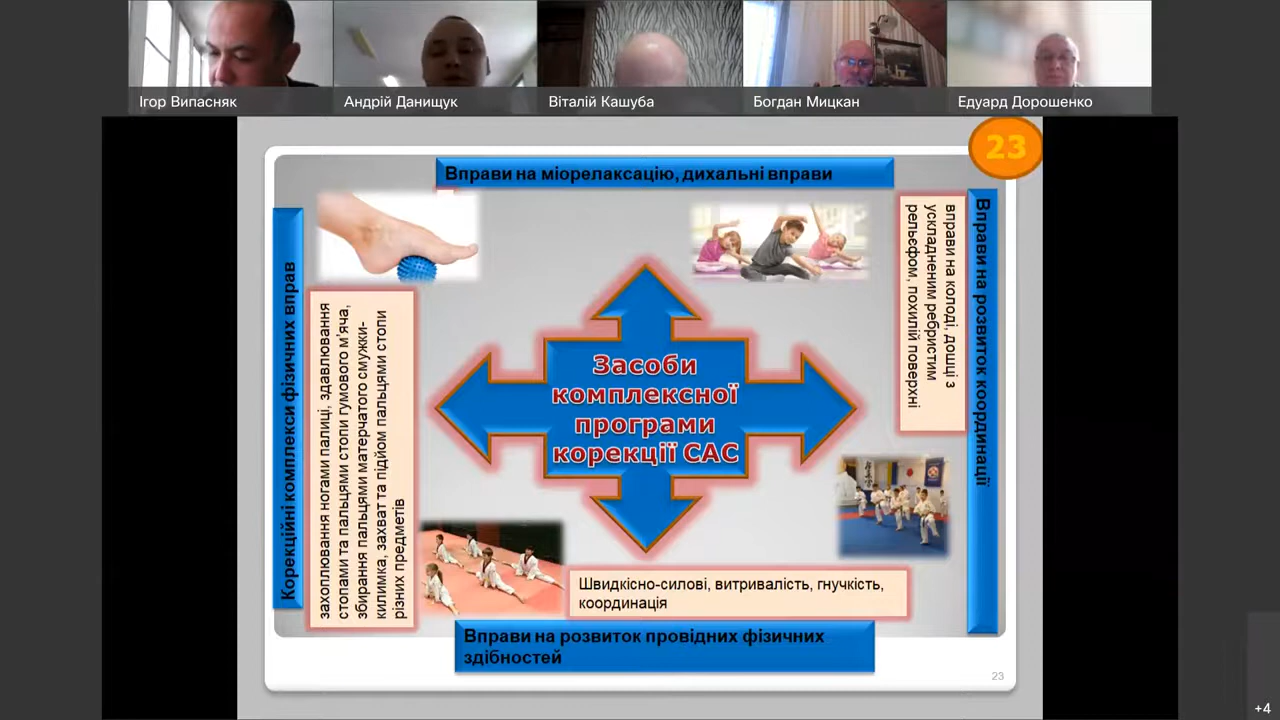 Ігор Випасняк
Андрій Данищук
Віталій Кашуба
Богдан Мицкан
Едуард Дорошенко
23
Вправи на міорелаксацію, дихальні вправи
Корекційні комплекси фізичних вправ
захоплювання ногами палиці, здавлювання
стопами та пальцями стопи гумового м'яча,
збирання пальцями матерчатого смужки-
килимка, захват та підйом пальцями стопи
різних предметів
Засоби
комплексної
програми
корекції САС
вправи на колоді, дошці з
ускладненим ребристим
рельєфом, похилій поверхні
Вправи на розвиток координації
Швидкісно-силові, витривалість, гнучкість,
координація
Вправи на розвиток провідних фізичних
здібностей
23
+4